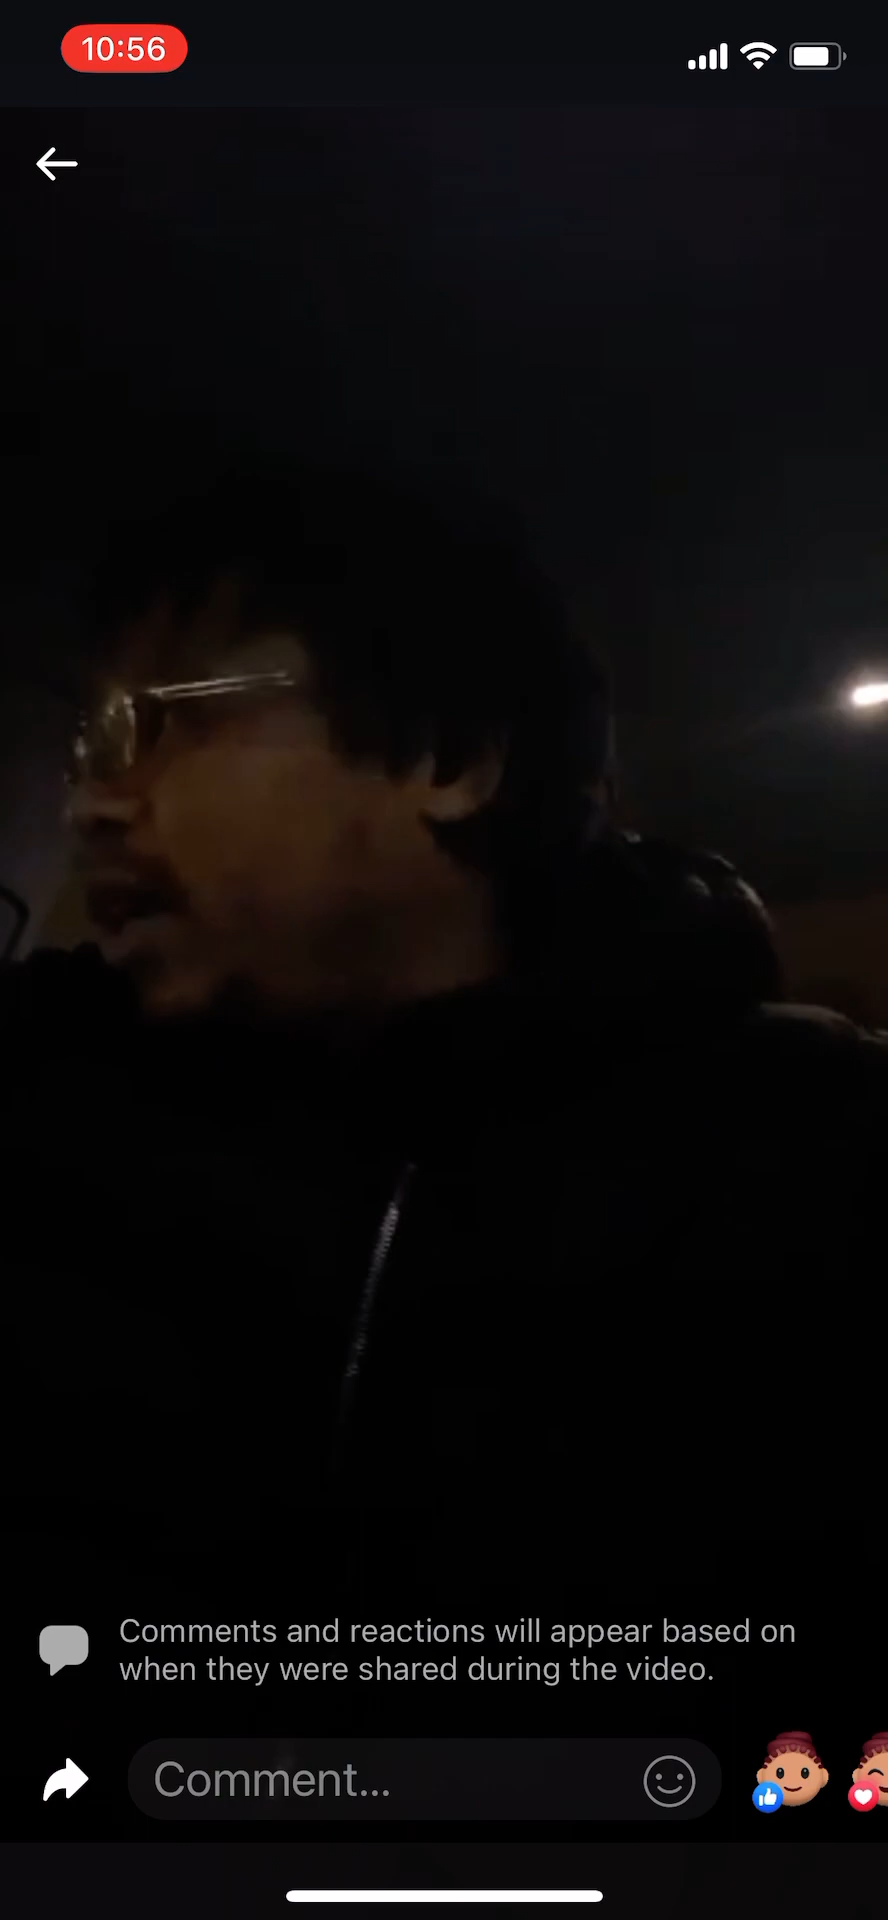 10:56
Comments and reactions will appear based on
when they were shared during the video.
Comment...